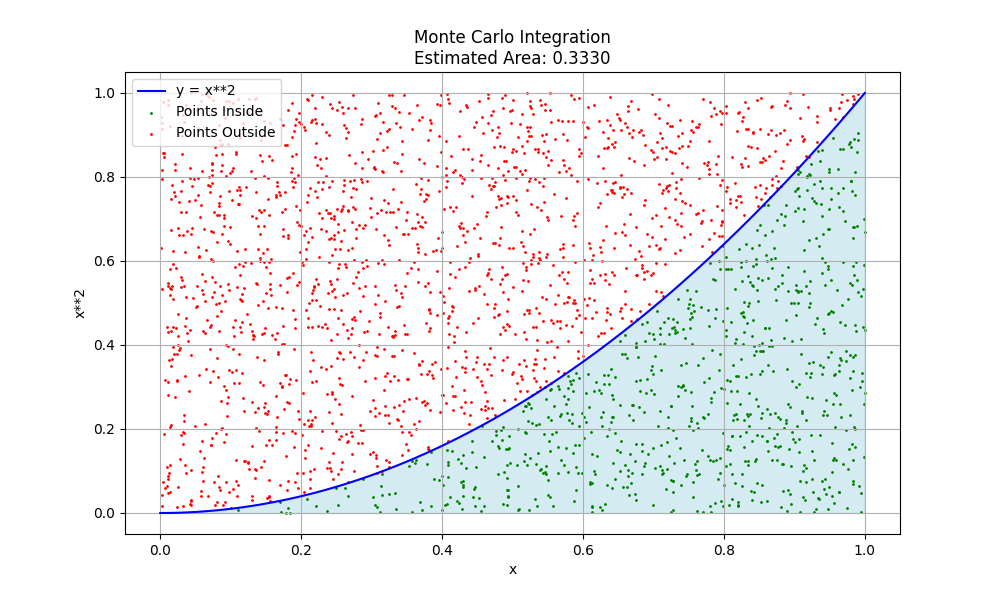 Monte Carlo Integration
Estimated Area: 0.3330
y = x**2
Points Inside
Points Outside
1.0
0.8
0.6
0.4
0.2
0.0
x**2
0.0 0.2 0.4 0.6 0.8 1.0
x